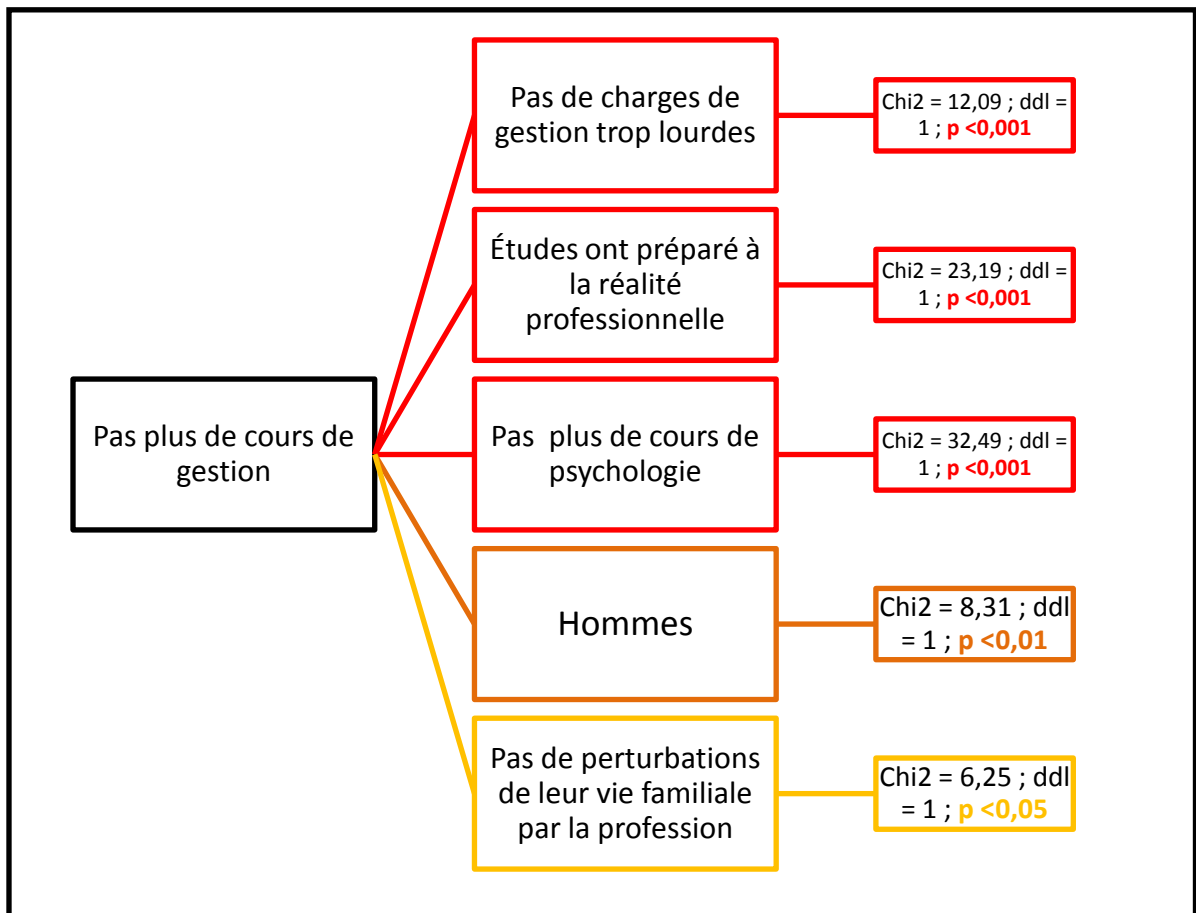 Pas de charges de
gestion trop lourdes
Chi2 = 12,09 ; ddl =
1 ; p <0,001
Études ont préparé à
la réalité
professionnelle
Chi2 = 23,19 ; ddl =
1 ; p <0,001
Pas plus de cours de
gestion
Pas plus de cours de
psychologie
Chi2 = 32,49 ; ddl =
1 ; p <0,001
Hommes
Chi2 = 8,31 ; ddl
= 1 ; p <0,01
Pas de perturbations
de leur vie familiale
par la profession
Chi2 = 6,25 ; ddl
= 1 ; p <0,05